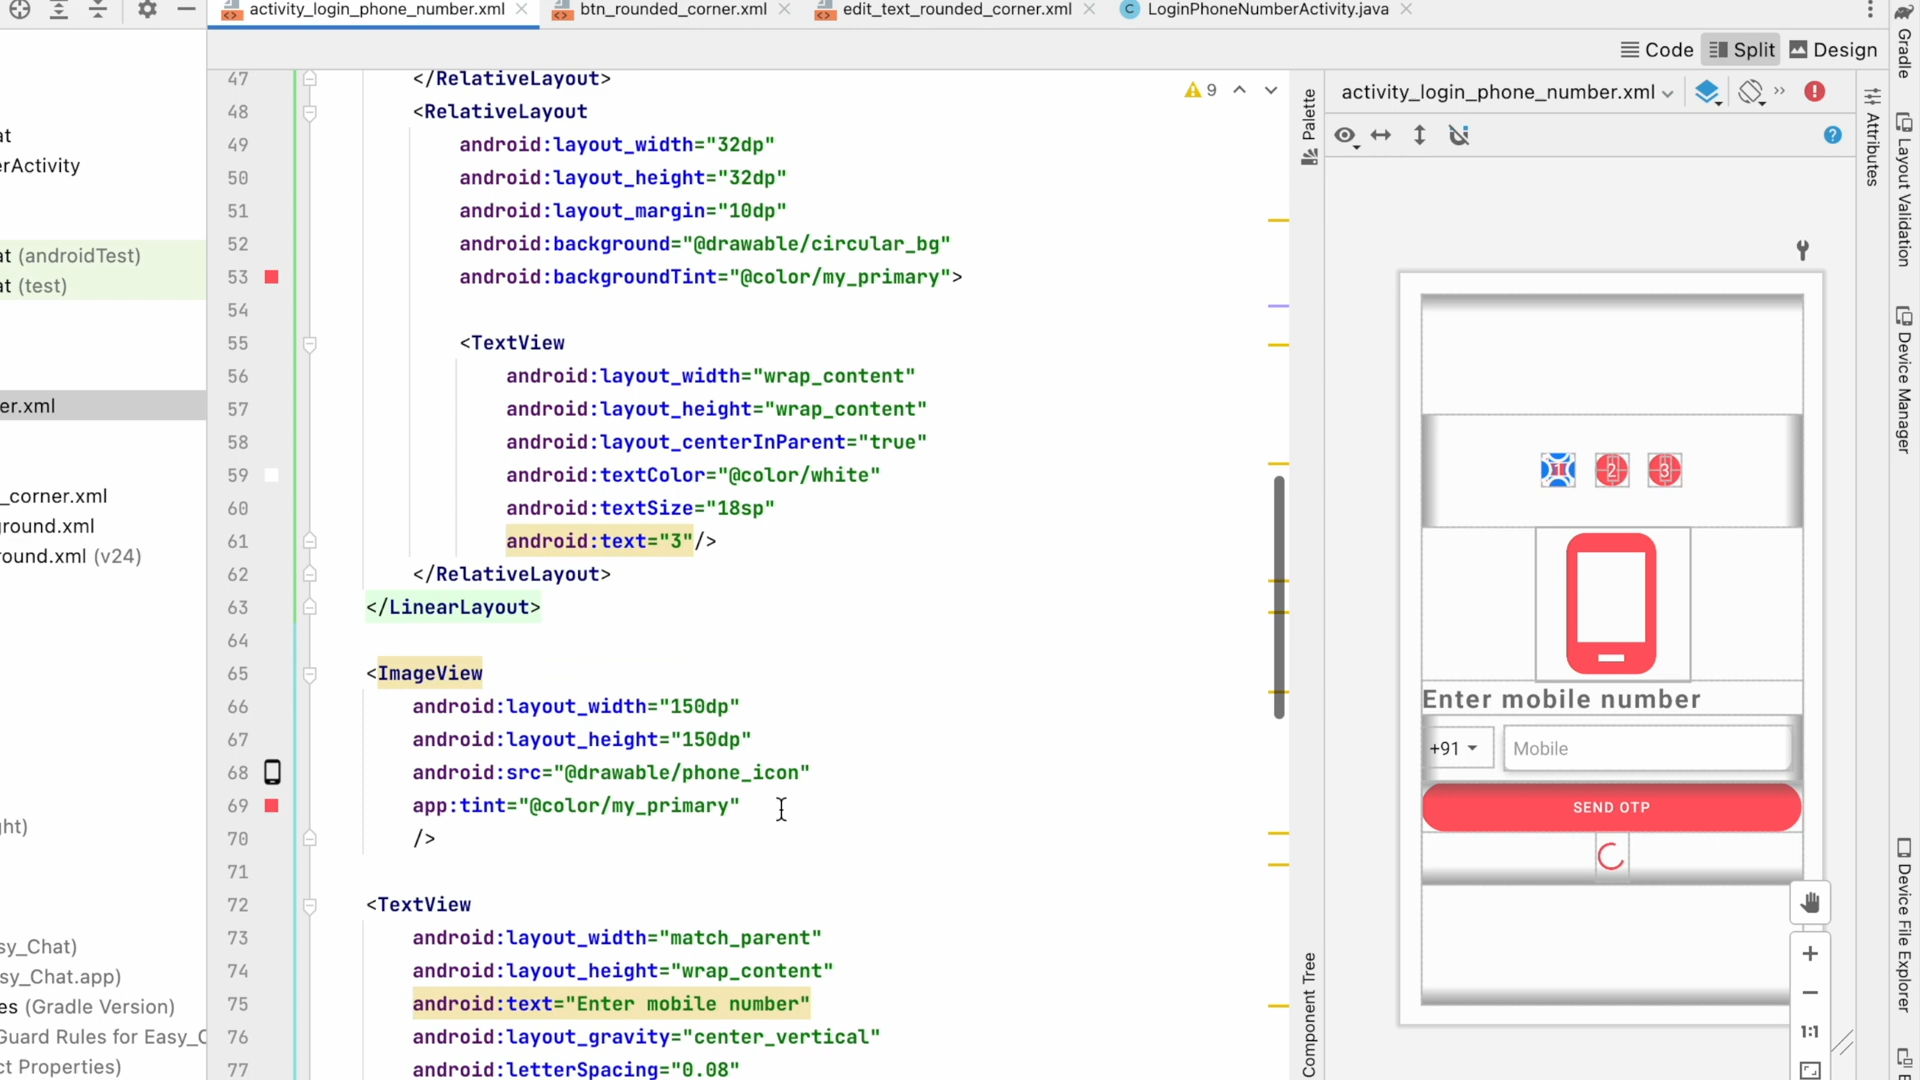 activity_login_phone_number.xml
btn_rounded_corner.xml
edit_text_rounded_corner.xml
C LoginPhoneNumberActivity.java
Code
Split
Design
Gradle
at
erActivity
at (androidTest)
at (test)
er.xml
_corner.xml
ground.xml
ound.xml (v24)
ght)
sy_Chat)
sy_Chat.app)
es (Gradle Version)
Guard Rules for Easy_C
ct Properties)
47 </RelativeLayout>
48 <RelativeLayout
49 android:layout_width="32dp"
50 android:layout_height="32dp"
51 android:layout_margin="10dp"
52 android:background="@drawable/circular_bg"
53 android:backgroundTint="@color/my_primary">
54
55 <TextView
56 android:layout_width="wrap_content"
57 android:layout_height="wrap_content"
58 android:layout_centerInParent="true"
59 android:textColor="@color/white"
60 android:textSize="18sp"
61 android:text="3"/>
62 </RelativeLayout>
63 </LinearLayout>
64
65 <ImageView
66 android:layout_width="150dp"
67 android:layout_height="150dp"
68 android:src="@drawable/phone_icon"
69 app:tint="@color/my_primary"
70 />
71
72 <TextView
73 android:layout_width="match_parent"
74 android:layout_height="wrap_content"
75 android:text="Enter mobile number"
76 android:layout_gravity="center_vertical"
77 android:letterSpacing="0.08"
9
Palette
Component Tree
activity_login_phone_number.xml
?
1 2 3
Enter mobile number
+91
Mobile
SEND OTP
1:1
Attributes
Layout Validation
Device Manager
Device File Explorer